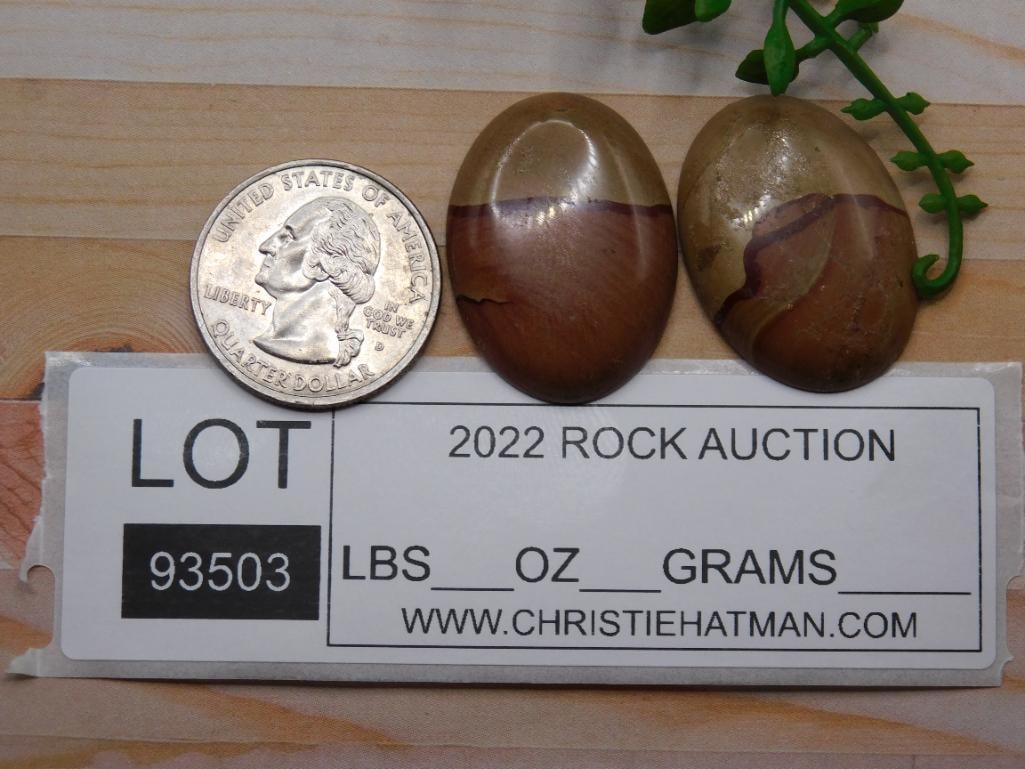 UNITED STATES OF AMERICA
LIBERTY
IN
GOD WE
TRUST
D
QUARTER DOLLAR
LOT
93503
2022 ROCK AUCTION
LBS___OZ___GRAMS_____
WWW.CHRISTIEHATMAN.COM